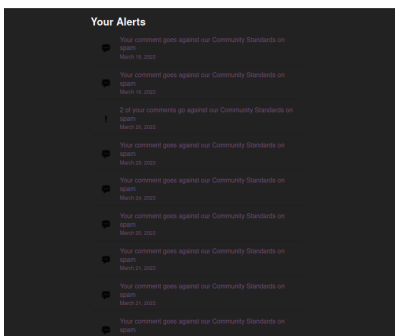 Your Alerts
Your comment goes against our Community Standards on
spam
March 16, 2020
Your comment goes against our Community Standards on
spam
March 18, 2020
2 of your comments go against our Community Standards on
spam
March 20, 2020
Your comment goes against our Community Standards on
spam
March 2020
Your comment goes against our Community Standards on
spam
March 2020
Your comment goes against our Community Standards on
spam
March 20, 2020
Your comment goes against our Community Standards on
spam
March 21, 2020
Your comment goes against our Community Standards on
spam
March 21, 2020
Your comment goes against our Community Standards on
spam